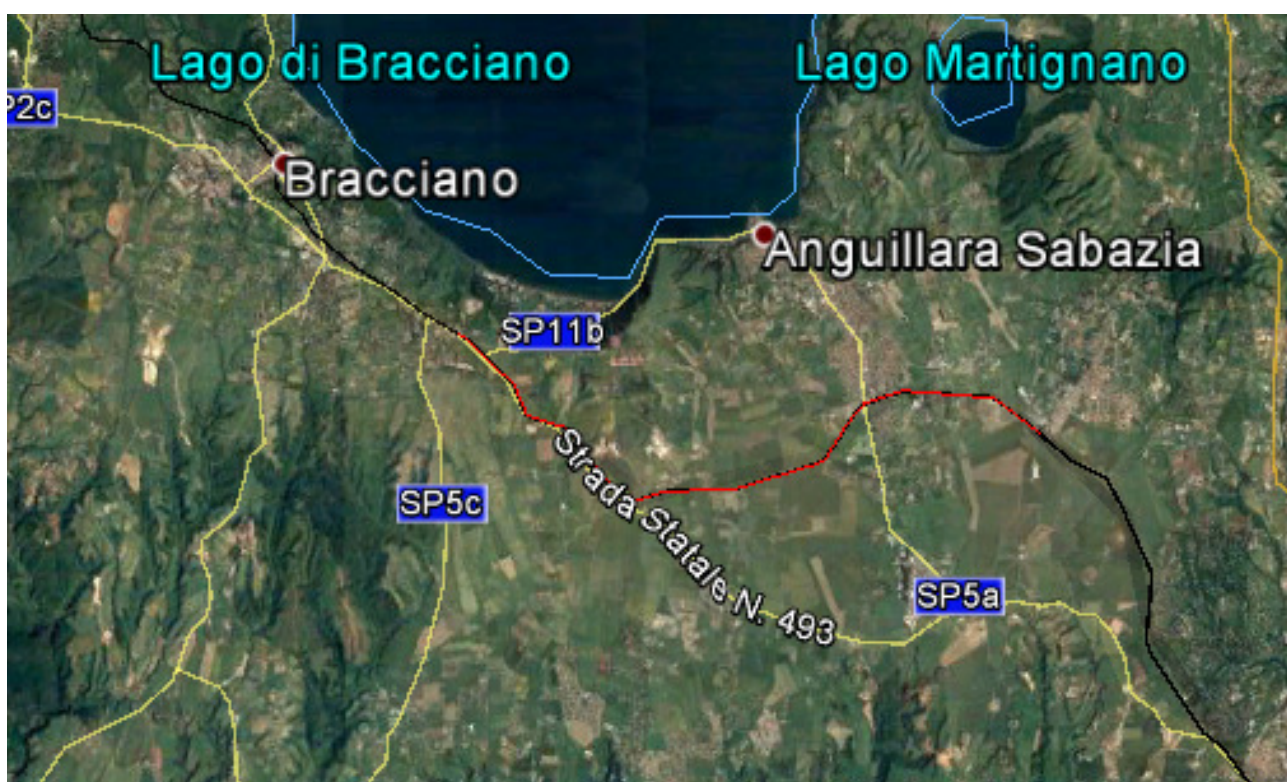 Lago di Bracciano
Lago Martignano
P2c
Bracciano
Anguillara Sabazia
SP11b
SP5c
Strada Statale N. 493
SP5a